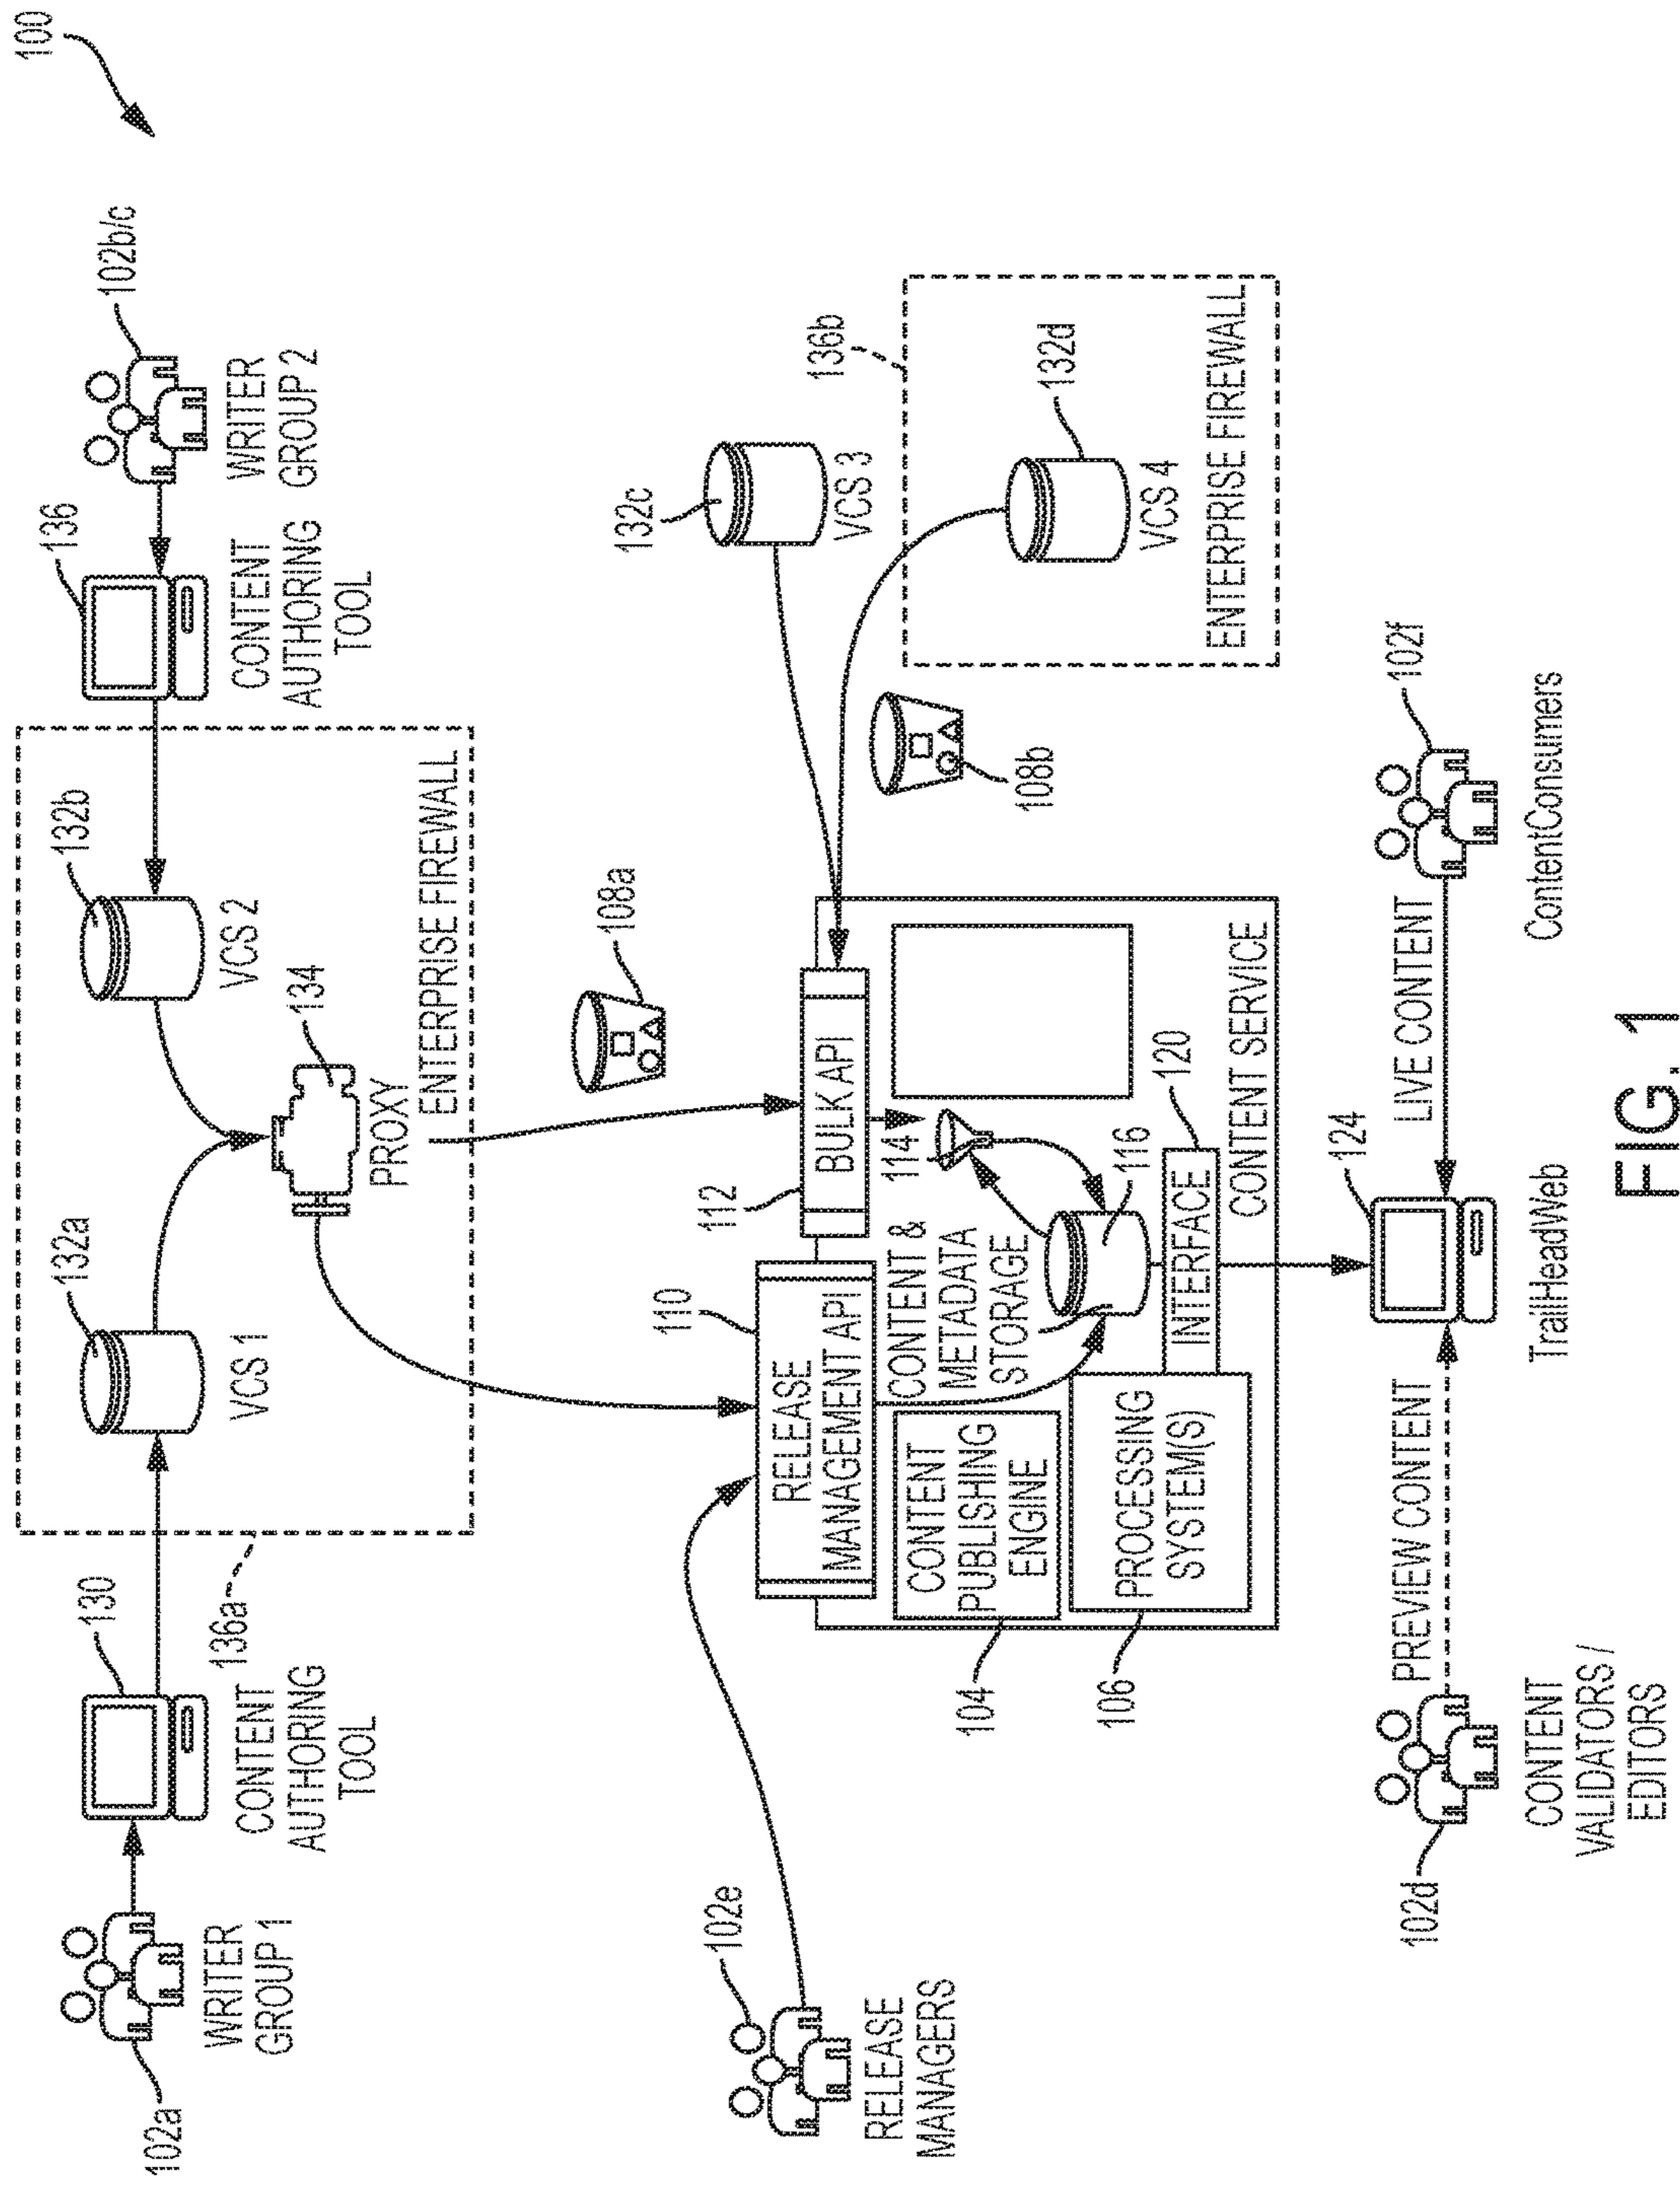 100
102a
WRITER
GROUP 1
130
CONTENT
AUTHORING
TOOL
136a
132a
VCS 1
132b
VCS 2
134
PROXY
ENTERPRISE FIREWALL
136
CONTENT
AUTHORING
TOOL
102b/c
WRITER
GROUP 2
102e
RELEASE
MANAGERS
110
RELEASE
MANAGEMENT API
112
BULK API
108a
108b
132c
VCS 3
136b
132d
VCS 4
ENTERPRISE FIREWALL
104
CONTENT
PUBLISHING
ENGINE
CONTENT &
METADATA
STORAGE
114
116
106
PROCESSING
SYSTEM(S)
INTERFACE
120
CONTENT SERVICE
102d
CONTENT
VALIDATORS /
EDITORS
PREVIEW CONTENT
124
TrailHeadWeb
LIVE CONTENT
102f
ContentConsumers
FIG. 1